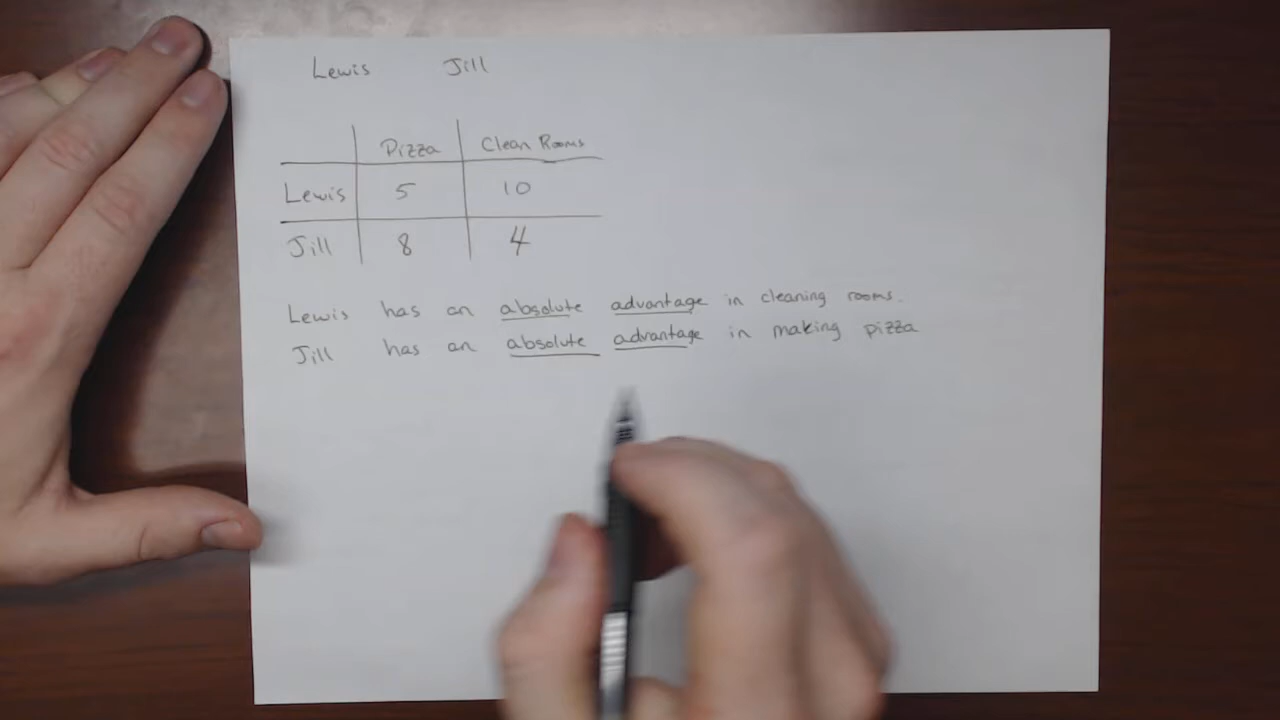 Lewis Jill
Pizza Clean Rooms
Lewis 5 10
Jill 8 4
Lewis has an absolute advantage in cleaning rooms.
Jill has an absolute advantage in making pizza